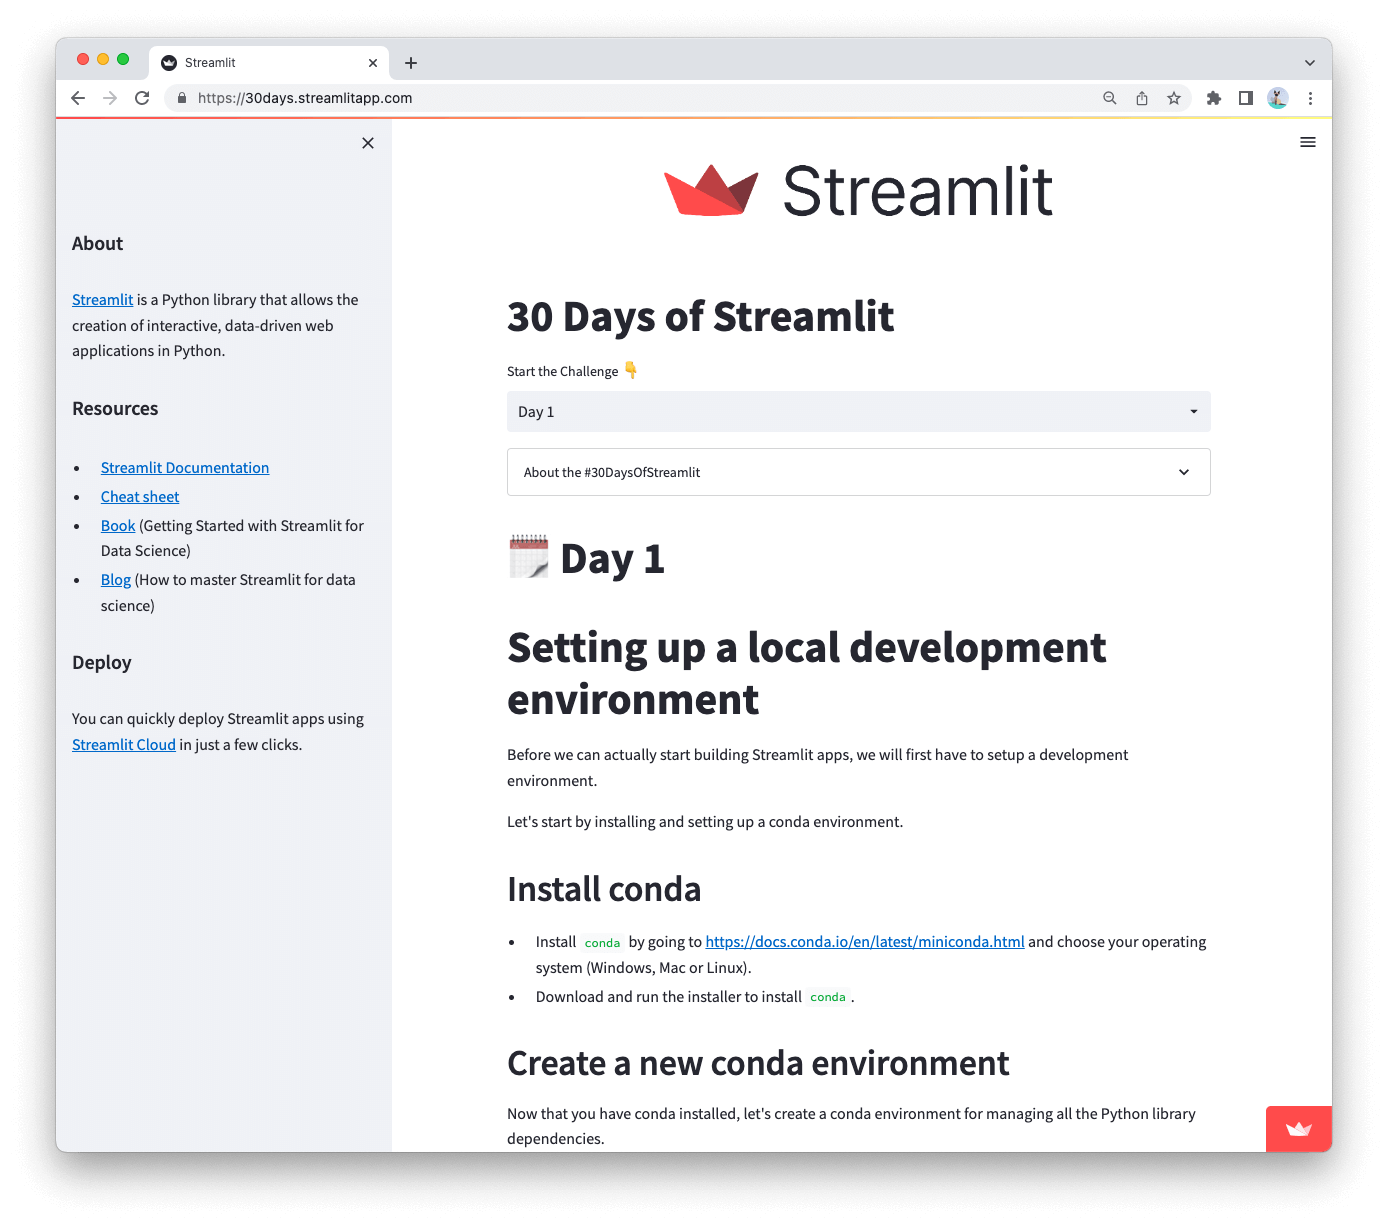 Streamlit
https://30days.streamlitapp.com
About
Streamlit is a Python library that allows the
creation of interactive, data-driven web
applications in Python.
Resources
• Streamlit Documentation
• Cheat sheet
• Book (Getting Started with Streamlit for
Data Science)
• Blog (How to master Streamlit for data
science)
Deploy
You can quickly deploy Streamlit apps using
Streamlit Cloud in just a few clicks.
Streamlit
30 Days of Streamlit
Start the Challenge 👇
Day 1
About the #30DaysOfStreamlit
🗓️ Day 1
Setting up a local development
environment
Before we can actually start building Streamlit apps, we will first have to setup a development
environment.
Let's start by installing and setting up a conda environment.
Install conda
• Install conda by going to https://docs.conda.io/en/latest/miniconda.html and choose your operating
system (Windows, Mac or Linux).
• Download and run the installer to install conda .
Create a new conda environment
Now that you have conda installed, let's create a conda environment for managing all the Python library
dependencies.